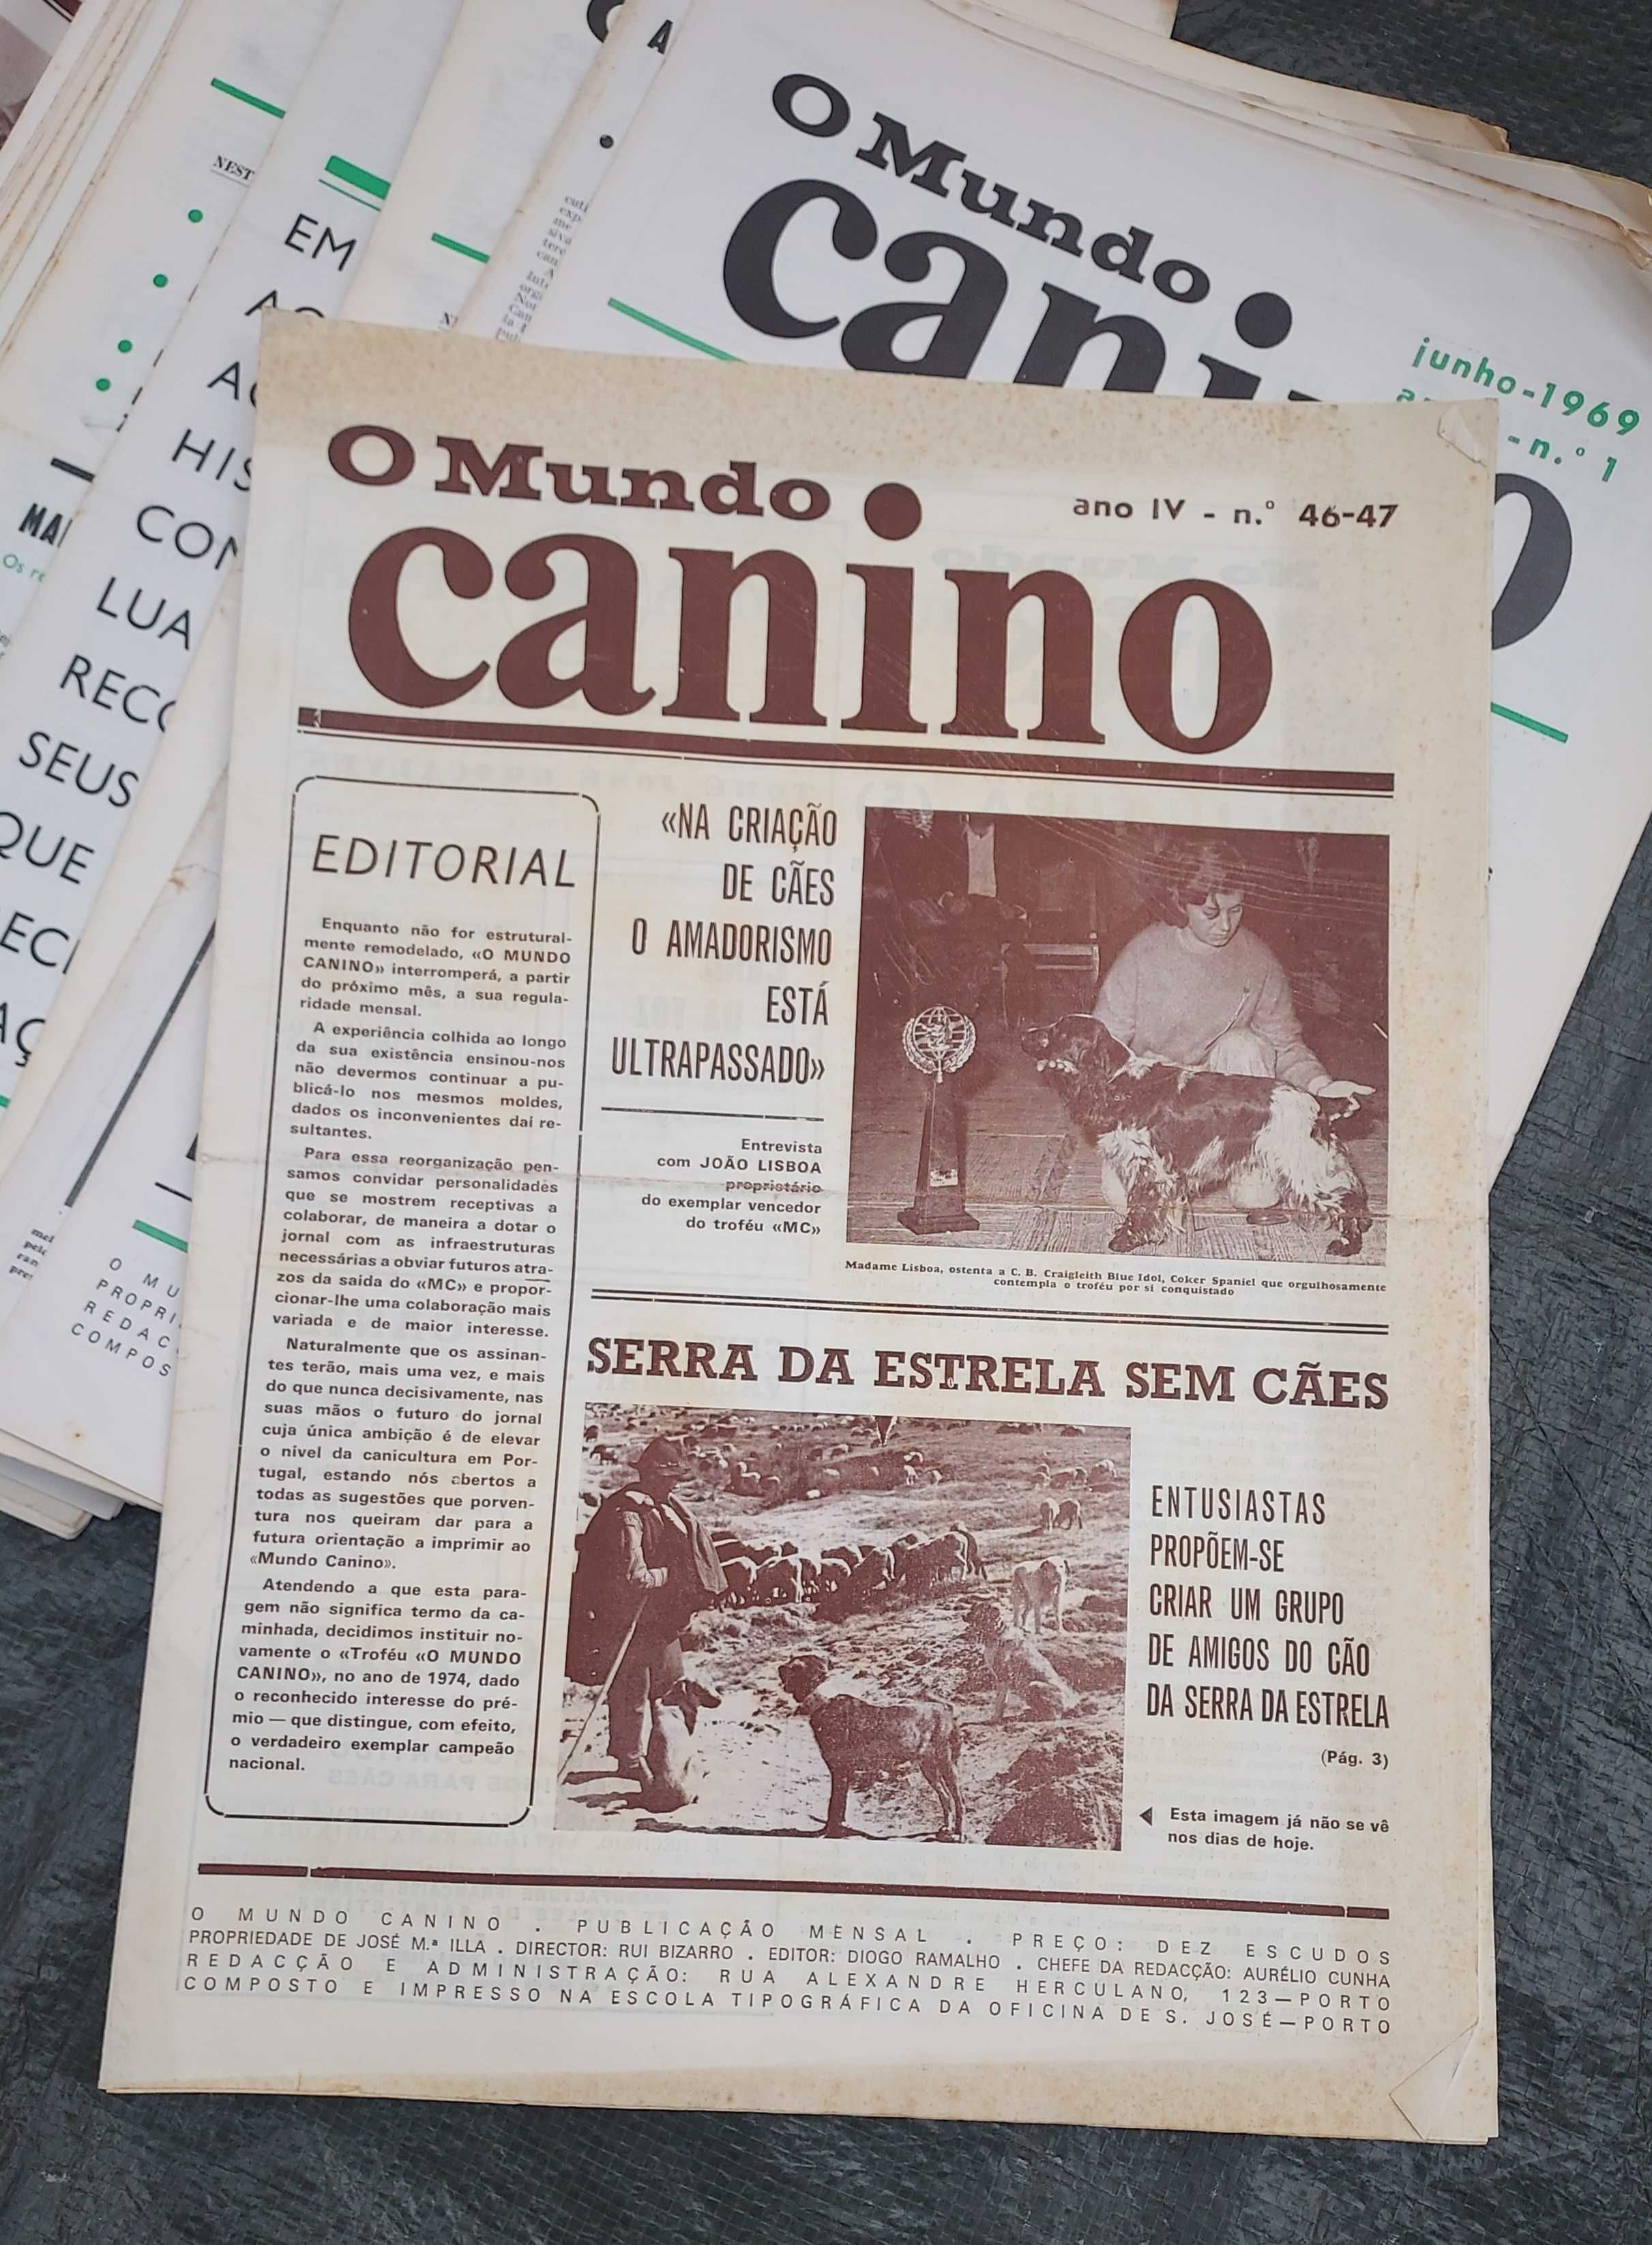 O Mundo
canino
ano IV - n.º 46-47
EDITORIAL
Enquanto não for estrutural-
mente remodelado, «O MUNDO
CANINO» interromperá, a partir
do próximo mês, a sua regula-
ridade mensal.
A experiência colhida ao longo
da sua existência ensinou-nos
não devermos continuar a pu-
blicá-lo nos mesmos moldes,
dados os inconvenientes daí re-
sultantes.
Para essa reorganização pen-
samos convidar personalidades
que se mostrem receptivas a
colaborar, de maneira a dotar o
jornal com as infraestruturas
necessárias a obviar futuros atra-
zos da saida do «MC» e propor-
cionar-lhe uma colaboração mais
variada e de maior interesse.
Naturalmente que os assinan-
tes terão, mais uma vez, e mais
do que nunca decisivamente, nas
suas mãos o futuro do jornal
cuja única ambição é de elevar
o nível da canicultura em Por-
tugal, estando nós abertos a
todas as sugestões que porven-
tura nos queiram dar para a
futura orientação a imprimir ao
«Mundo Canino».
Atendendo a que esta para-
gem não significa termo da ca-
minhada, decidimos instituir no-
vamente o «Troféu «O MUNDO
CANINO», no ano de 1974, dado
o reconhecido interesse do pré-
mio — que distingue, com efeito,
o verdadeiro exemplar campeão
nacional.
«NA CRIAÇÃO
DE CÃES
O AMADORISMO
ESTÁ
ULTRAPASSADO»
Entrevista
com JOÃO LISBOA
proprietário
do exemplar vencedor
do troféu «MC»
Madame Lisboa, ostenta a C. B. Craigleith Blue Idol, Coker Spaniel que orgulhosamente
contempla o troféu por si conquistado
SERRA DA ESTRELA SEM CÃES
ENTUSIASTAS
PROPÕEM-SE
CRIAR UM GRUPO
DE AMIGOS DO CÃO
DA SERRA DA ESTRELA
(Pág. 3)
Esta imagem já não se vê
nos dias de hoje.
O MUNDO CANINO . PUBLICAÇÃO MENSAL . PREÇO: DEZ ESCUDOS
PROPRIEDADE DE JOSÉ M.ª ILLA . DIRECTOR: RUI BIZARRO . EDITOR: DIOGO RAMALHO . CHEFE DA REDACÇÃO: AURÉLIO CUNHA
REDACÇÃO E ADMINISTRAÇÃO: RUA ALEXANDRE HERCULANO, 123—PORTO
COMPOSTO E IMPRESSO NA ESCOLA TIPOGRÁFICA DA OFICINA DE S. JOSÉ—PORTO
O Mundo
junho-1969
-n.º 1
NEST
EM
LUA
SEUS
QUE
Os
O MU
PROPRI
REDAC
COMPOS